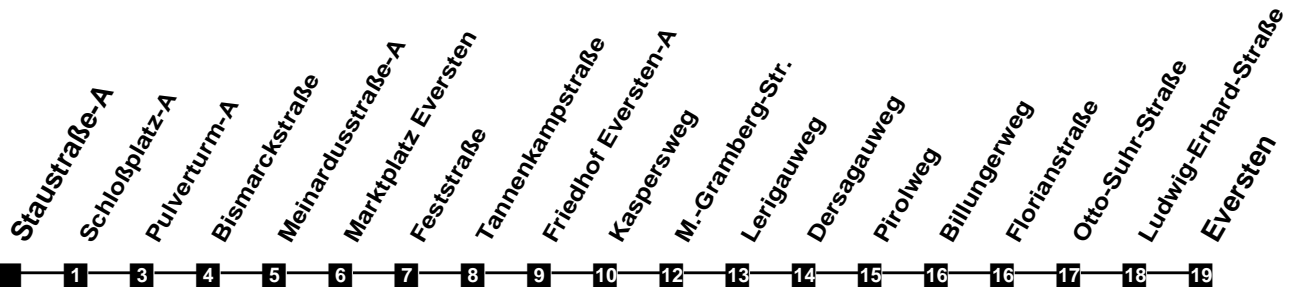 Staustraße-A
Schloßplatz-A
Pulverturm-A
Bismarckstraße
Meinardusstraße-A
Marktplatz Eversten
Feststraße
Tannenkampstraße
Friedhof Eversten-A
Kaspersweg
M.-Gramberg-Str.
Lerigauweg
Dersagauweg
Pirolweg
Billungerweg
Florianstraße
Otto-Suhr-Straße
Ludwig-Erhard-Straße
Eversten
1 3 4 5 6 7 8 9 10 12 13 14 15 16 16 17 18 19